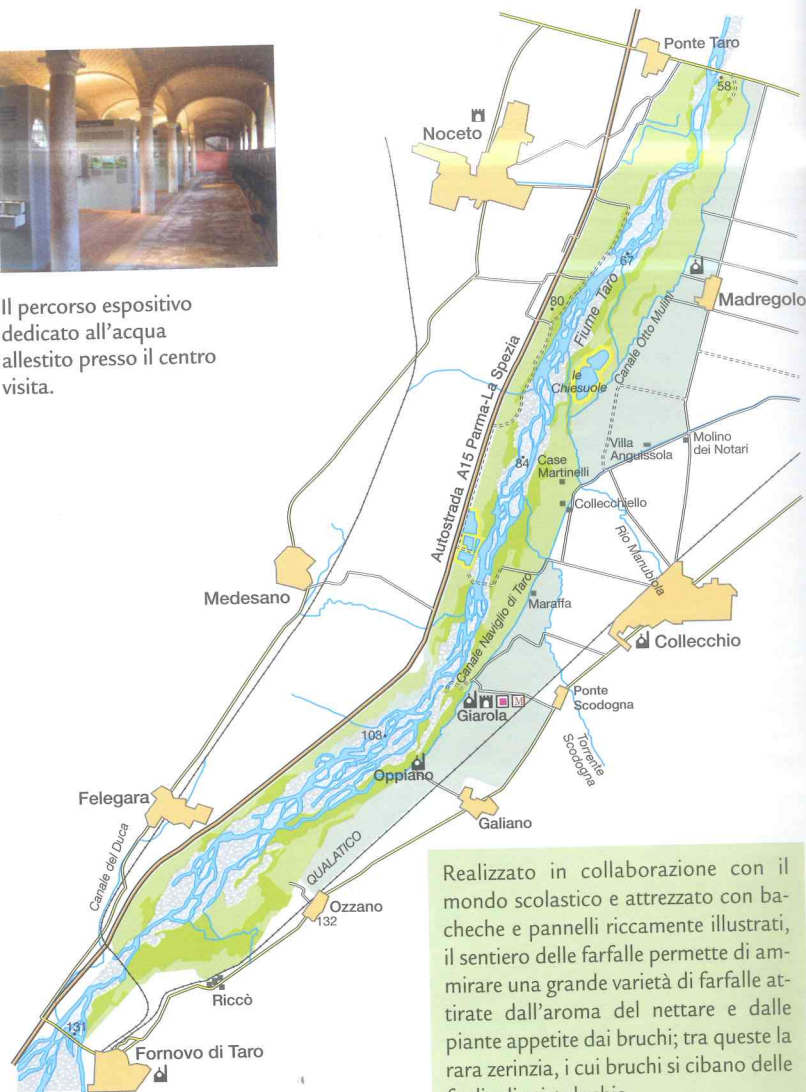 Il percorso espositivo
dedicato all'acqua
allestito presso il centro
visita.
Ponte Taro
58
Noceto
67
Madregolo
80
Fiume Taro
Canale Otto Mulini
Autostrada A15 Parma-La Spezia
le
Chiesuole
Villa
Anguissola
Molino
dei Notari
84
Case
Martinelli
Collecchiello
Rio Manubiola
Medesano
Maraffa
Canale Naviglio di Taro
Collecchio
Ponte
Scodogna
M
Giarola
103
Torrente
Scodogna
Oppiano
Felegara
Galiano
Canale del Duca
QUALATICO
Ozzano
132
Riccò
131
Fornovo di Taro
Realizzato in collaborazione con il
mondo scolastico e attrezzato con ba-
cheche e pannelli riccamente illustrati,
il sentiero delle farfalle permette di am-
mirare una grande varietà di farfalle at-
tirate dall'aroma del nettare e dalle
piante appetite dai bruchi; tra queste la
rara zerinzia, i cui bruchi si cibano delle